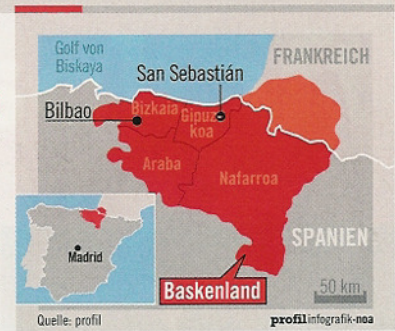 Golf von
Biskaya
FRANKREICH
San Sebastián
Bilbao
Bizkaia
Gipuz
koa
Araba
Nafarroa
SPANIEN
Madrid
Baskenland
50 km
Quelle: profil
profil infografik-noa